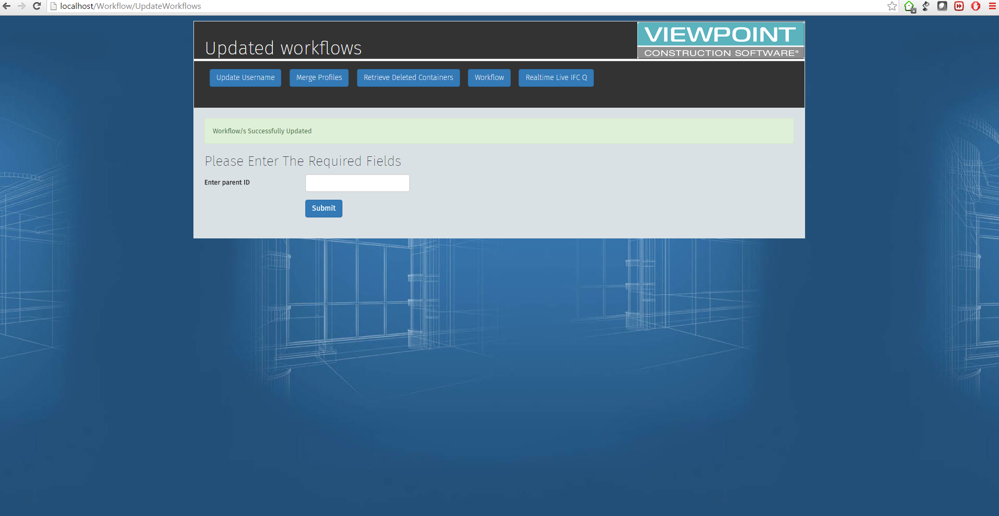 localhost/Workflow/UpdateWorkflows
VIEWPOINT
CONSTRUCTION SOFTWARE®
Updated workflows
Update Username Merge Profiles Retrieve Deleted Containers Workflow Realtime Live IFC Q
Workflow/s Successfully Updated
Please Enter The Required Fields
Enter parent ID
Submit